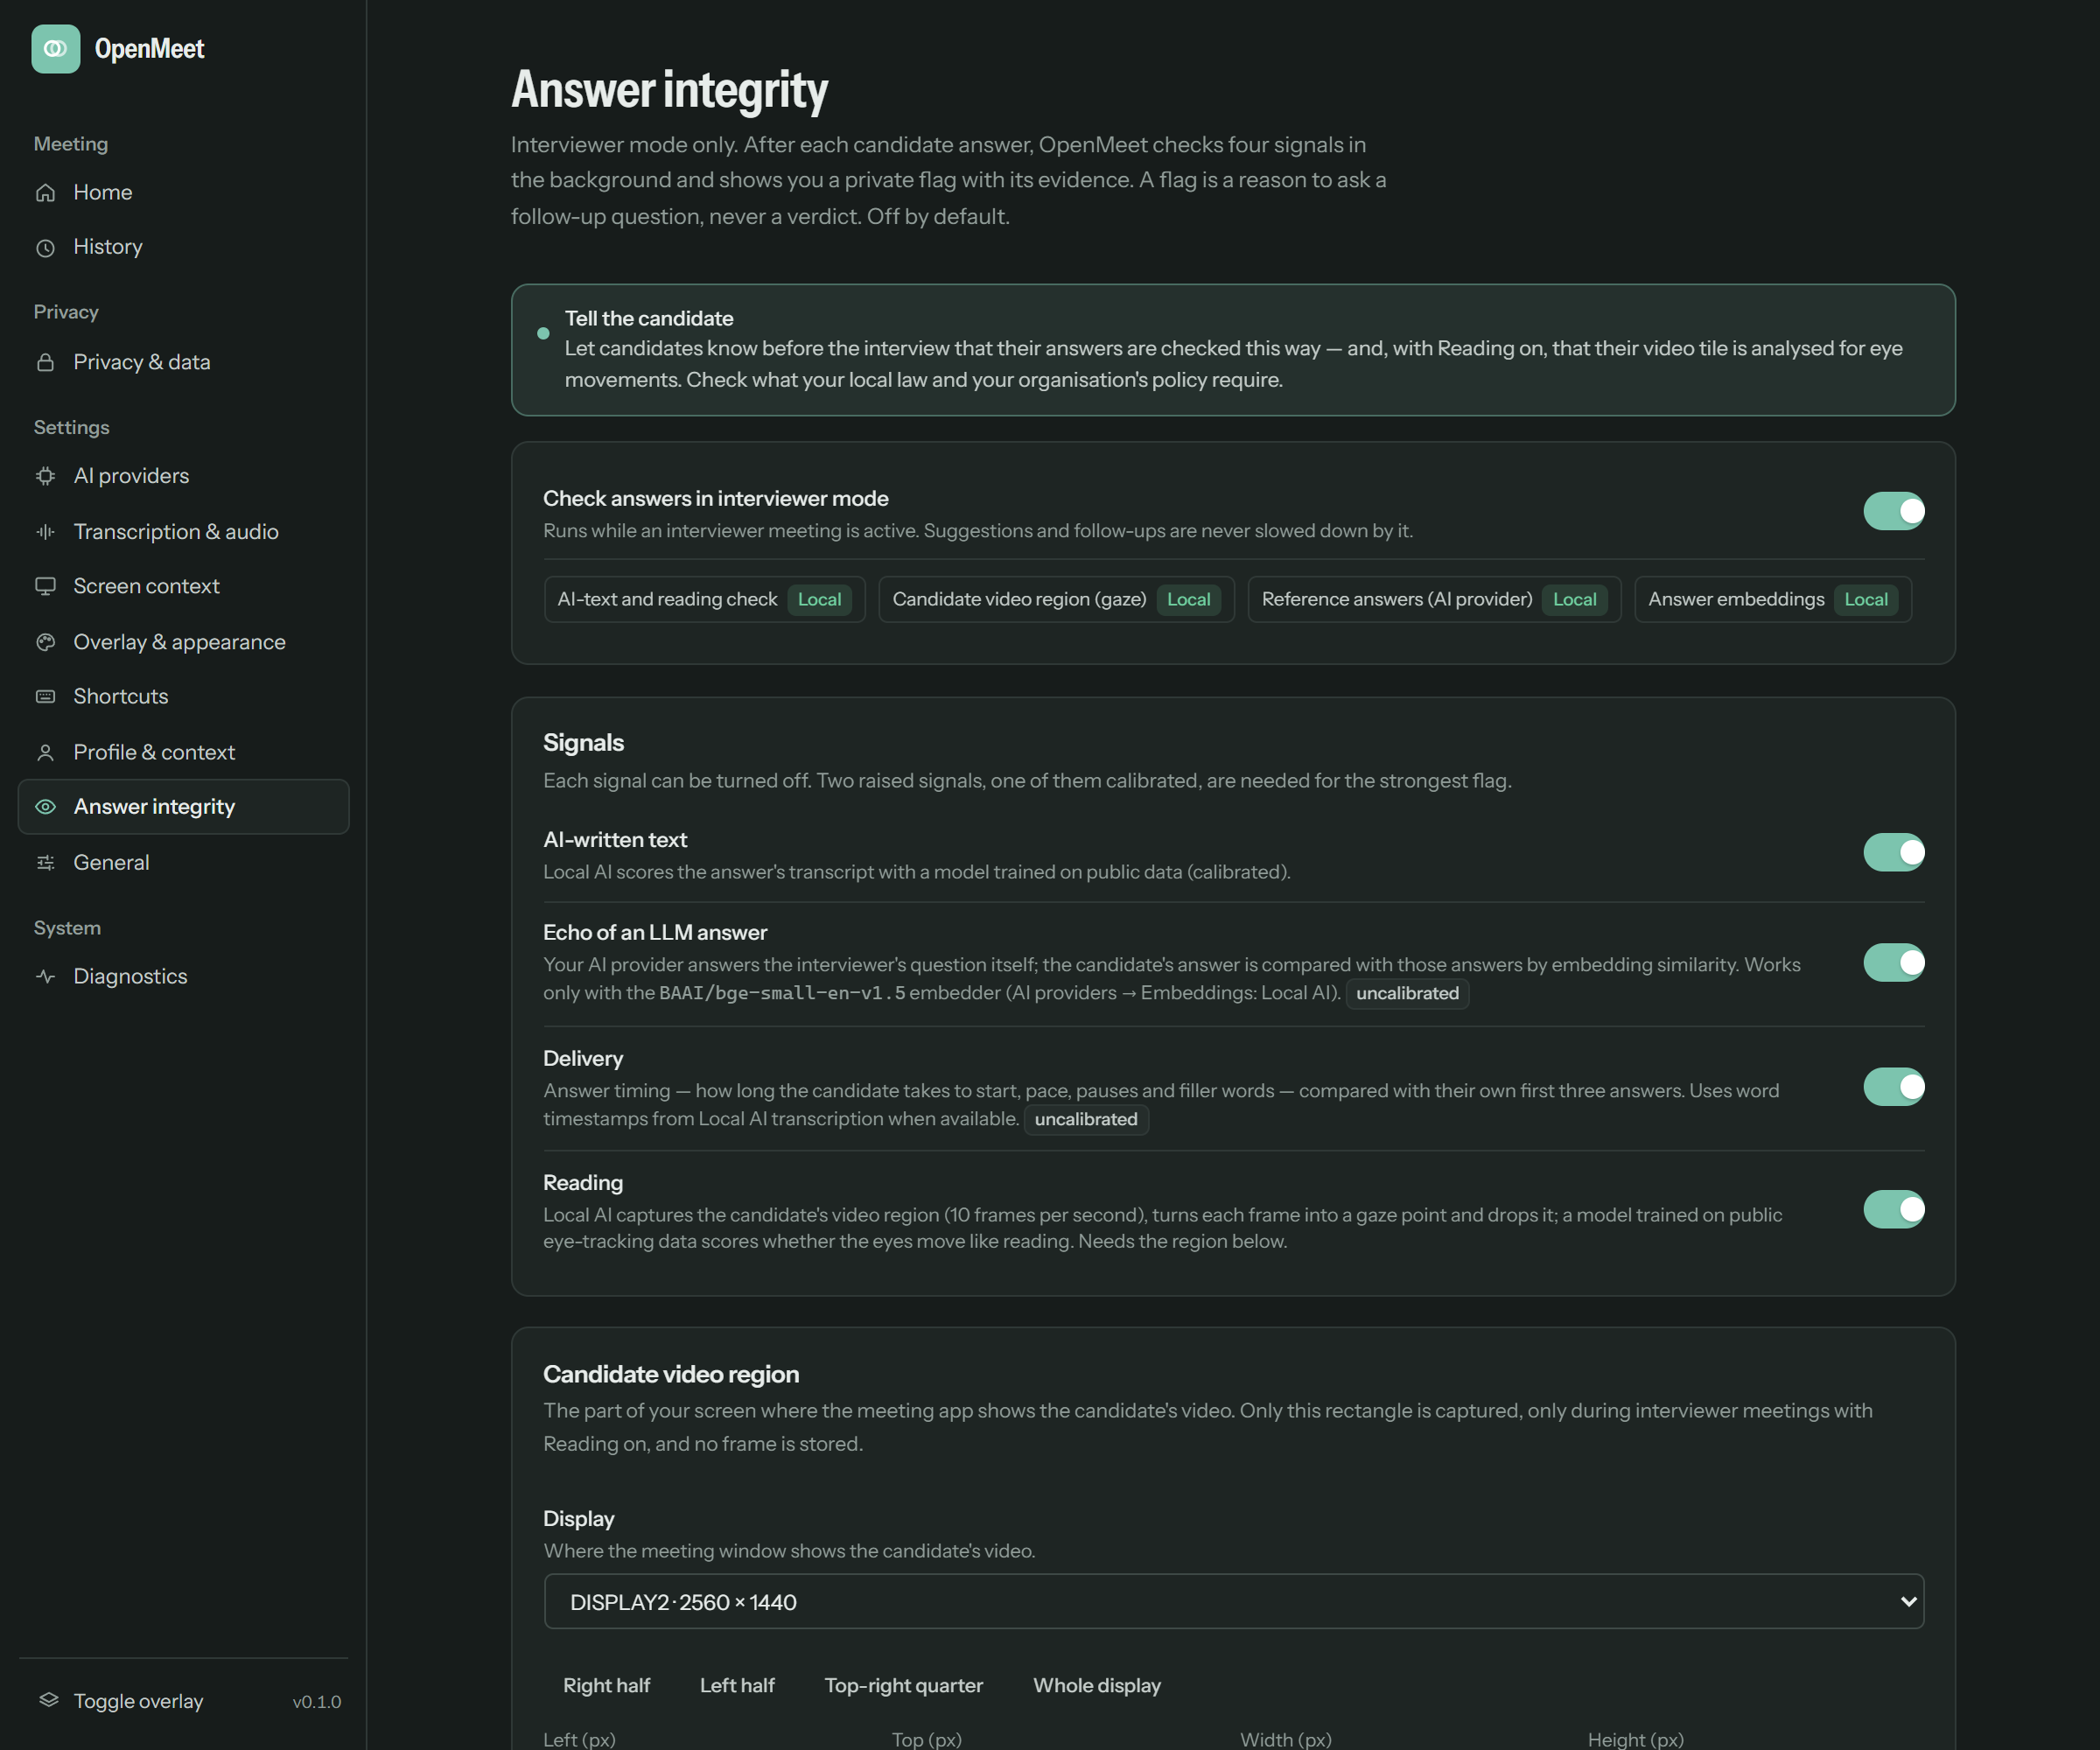 OpenMeet
Meeting
Home
History
Privacy
Privacy & data
Settings
AI providers
Transcription & audio
Screen context
Overlay & appearance
Shortcuts
Profile & context
Answer integrity
General
System
Diagnostics
Toggle overlay
v0.1.0
Answer integrity
Interviewer mode only. After each candidate answer, OpenMeet checks four signals in
the background and shows you a private flag with its evidence. A flag is a reason to ask a
follow-up question, never a verdict. Off by default.
Tell the candidate
Let candidates know before the interview that their answers are checked this way — and, with Reading on, that their video tile is analysed for eye
movements. Check what your local law and your organisation's policy require.
Check answers in interviewer mode
Runs while an interviewer meeting is active. Suggestions and follow-ups are never slowed down by it.
AI-text and reading check Local
Candidate video region (gaze) Local
Reference answers (AI provider) Local
Answer embeddings Local
Signals
Each signal can be turned off. Two raised signals, one of them calibrated, are needed for the strongest flag.
AI-written text
Local AI scores the answer's transcript with a model trained on public data (calibrated).
Echo of an LLM answer
Your AI provider answers the interviewer's question itself; the candidate's answer is compared with those answers by embedding similarity. Works
only with the BAAI/bge-small-en-v1.5 embedder (AI providers → Embeddings: Local AI). uncalibrated
Delivery
Answer timing — how long the candidate takes to start, pace, pauses and filler words — compared with their own first three answers. Uses word
timestamps from Local AI transcription when available. uncalibrated
Reading
Local AI captures the candidate's video region (10 frames per second), turns each frame into a gaze point and drops it; a model trained on public
eye-tracking data scores whether the eyes move like reading. Needs the region below.
Candidate video region
The part of your screen where the meeting app shows the candidate's video. Only this rectangle is captured, only during interviewer meetings with
Reading on, and no frame is stored.
Display
Where the meeting window shows the candidate's video.
DISPLAY2 · 2560 × 1440
Right half
Left half
Top-right quarter
Whole display
Left (px)
Top (px)
Width (px)
Height (px)